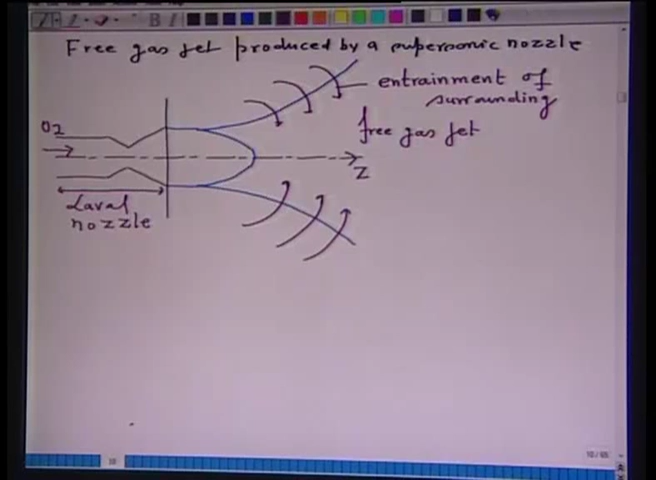 Free gas jet produced by a supersonic nozzle
entrainment of
surrounding
free gas jet
O2
Z
Laval
nozzle